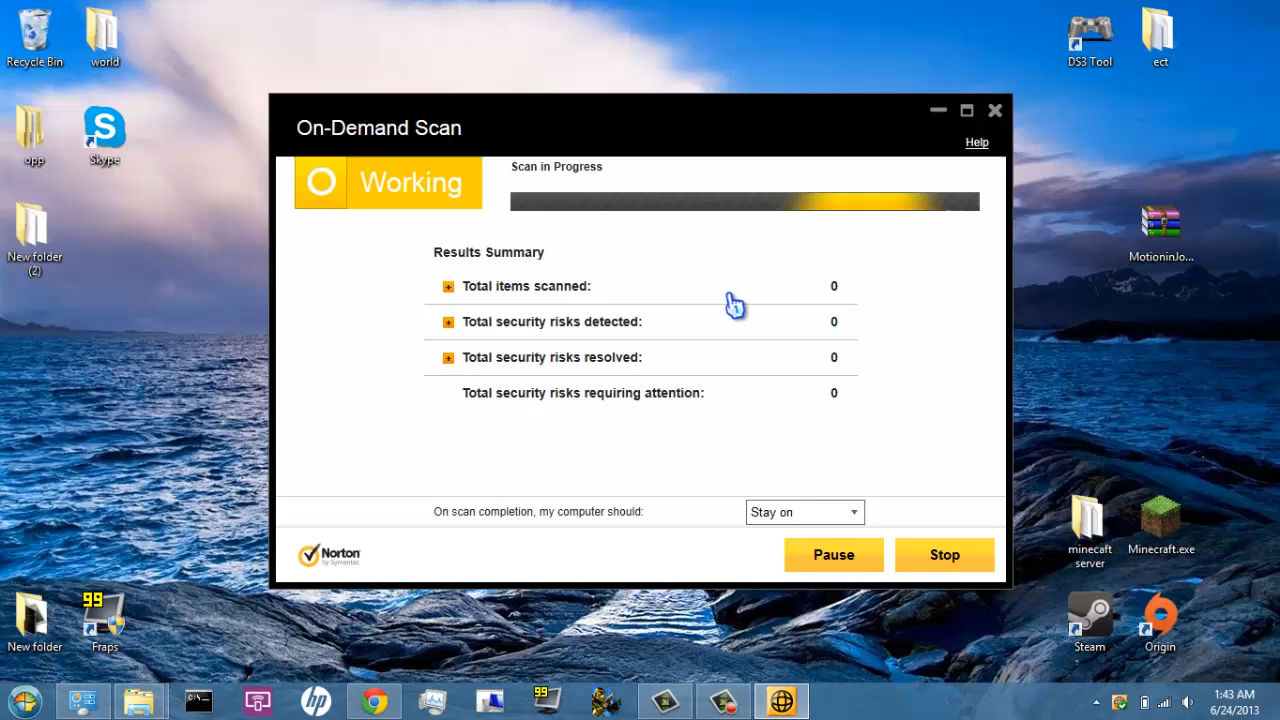 Recycle Bin
world
DS3 Tool
ect
opp
Skype
New folder
(2)
MotioninJo...
On-Demand Scan
Help
Working
Scan in Progress
Results Summary
Total items scanned: 0
Total security risks detected: 0
Total security risks resolved: 0
Total security risks requiring attention: 0
On scan completion, my computer should: Stay on
Norton
by Symantec
Pause
Stop
minecaft
server
Minecraft.exe
New folder
99
Fraps
Steam
Origin
C:\_
hp
99
1:43 AM
6/24/2013